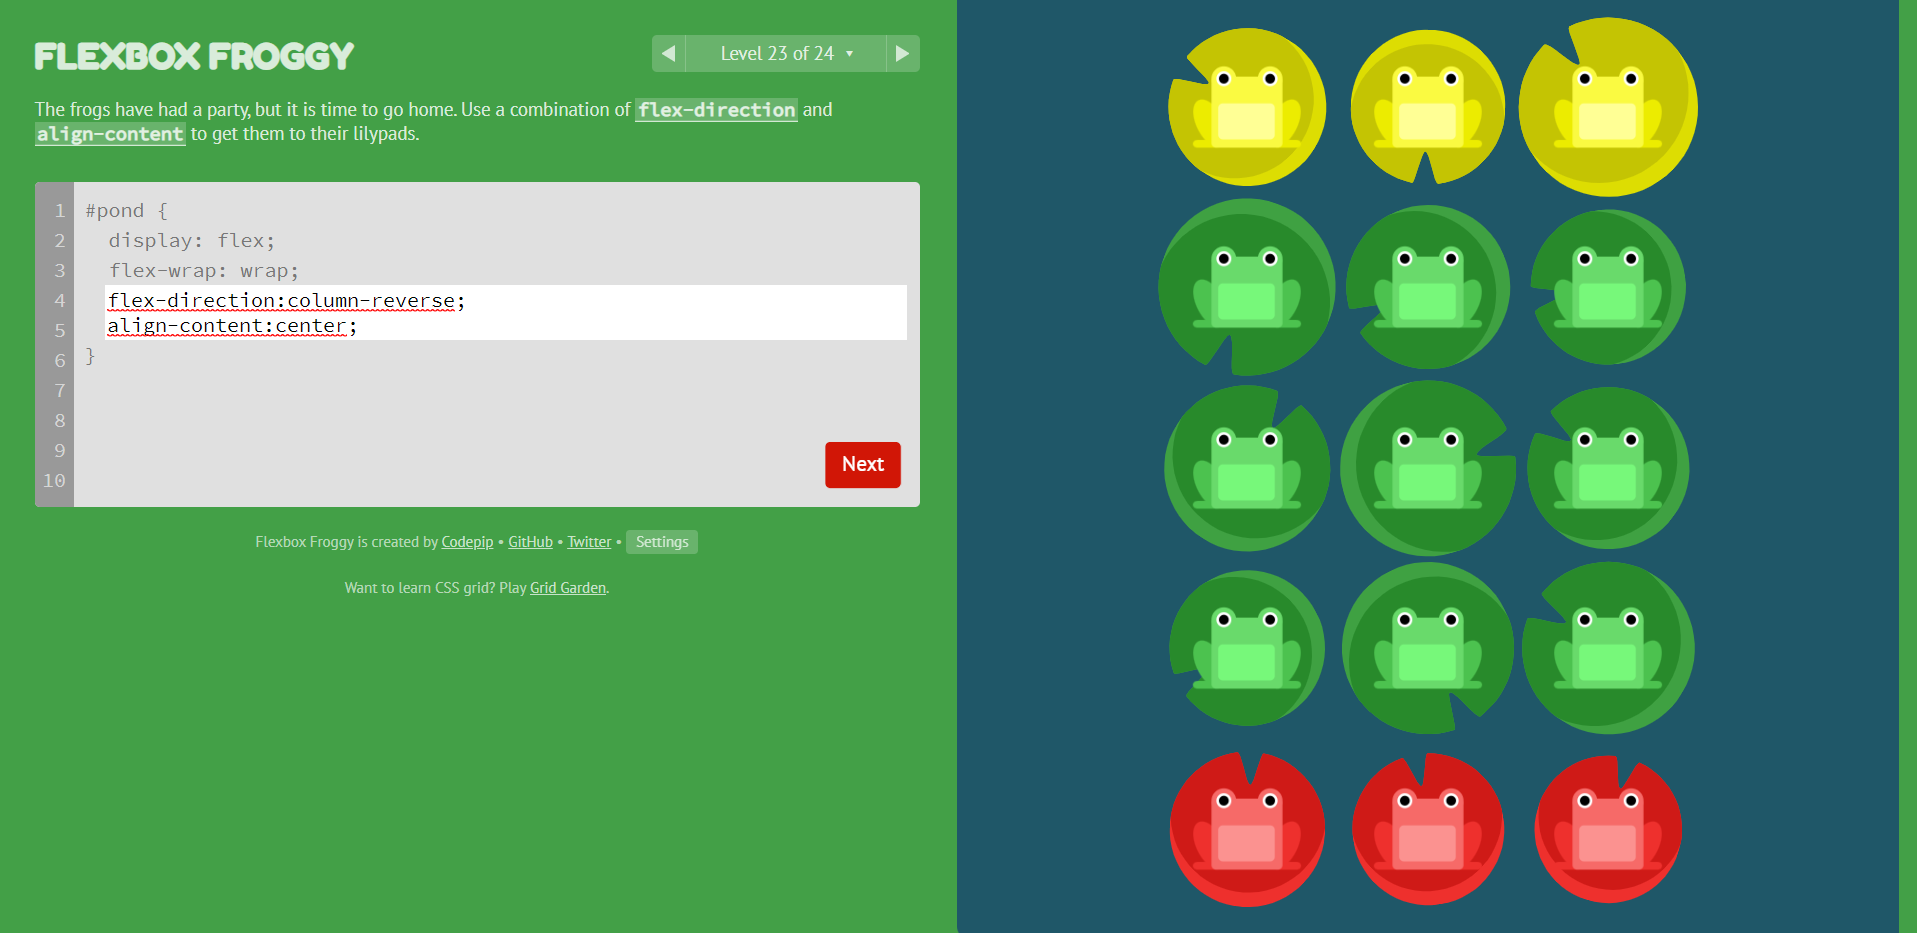 FLEXBOX FROGGY
Level 23 of 24
The frogs have had a party, but it is time to go home. Use a combination of flex-direction and
align-content to get them to their lilypads.
1 #pond {
2 display: flex;
3 flex-wrap: wrap;
4 flex-direction:column-reverse;
5 align-content:center;
6 }
7
8
9
10
Next
Flexbox Froggy is created by Codepip • GitHub • Twitter • Settings
Want to learn CSS grid? Play Grid Garden.